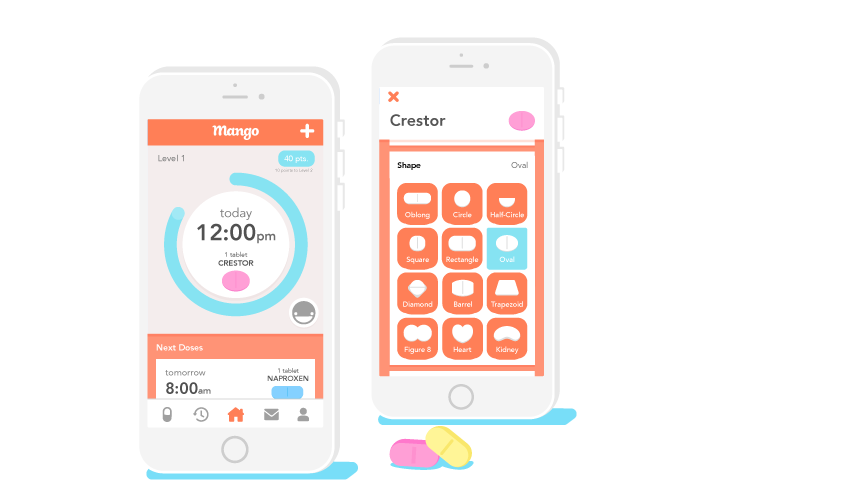 Mango
Level 1
40 pts.
today
12:00pm
1 tablet
CRESTOR
Next Doses
tomorrow
8:00am
1 tablet
NAPROXEN
Crestor
Shape
Oval
Oblong
Circle
Half-Circle
Square
Rectangle
Oval
Diamond
Barrel
Trapezoid
Figure 8
Heart
Kidney